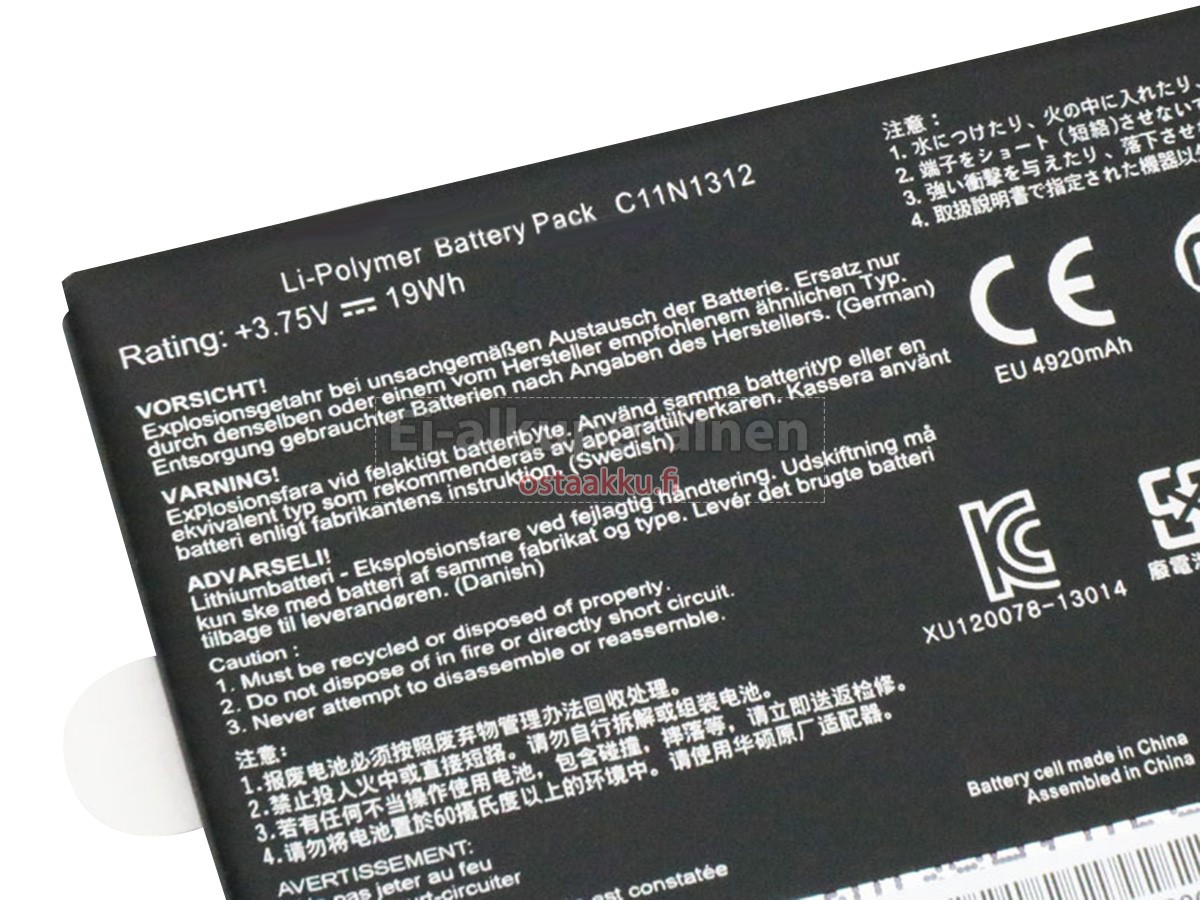 Li-Polymer Battery Pack C11N1312
Rating: +3.75V 19Wh
VORSICHT!
Explosionsgetahr bei unsachgemäßen Austausch der Batterie. Ersatz nur
durch denselben oder einem vom Hersteller empfohlenem ähnlichen Typ.
Entsorgung gebrauchter Batterien nach Angaben des Herstellers. (German)
VARNING!
Explosionsfara vid felaktigt batteribyte. Använd samma batterityp eller en
ekvivalent typ som rekommenderas av apparattillverkaren. Kassera använt
batteri enligt fabrikantens instruktion. (Swedish)
ADVARSELI!
Lithiumbatteri - Eksplosionsfare ved fejlagtig håndtering. Udskiftning må
kun ske med batteri af samme fabrikat og type. Levér det brugte batteri
tilbage til leverandøren. (Danish)
Caution :
1. Must be recycled or disposed of properly.
2. Do not dispose of in fire or directly short circuit.
3. Never attempt to disassemble or reassemble.
注意:
1.报废电池必须按照废弃物管理办法回收处理。
2.禁止投入火中或直接短路。请勿自行拆解或组装电池。
3.若有任何不当操作使用电池，包含碰撞，摔落等，请立即送返检修。
4.请勿将电池置於60摄氏度以上的环境中。请使用华硕原厂适配器。
AVERTISSEMENT:
pas jeter au feu
rt-circuiter
est constatée
注意：
1. 水につけたり、火の中に入れたり、
2. 端子をショート（短絡)させないで
3. 強い衝撃を与えたり、落下させ
4. 取扱説明書で指定された機器以外
CE
EU 4920mAh
XU120078-13014
廢電池
Battery cell made in China
Assembled in China
ostaakku.fi